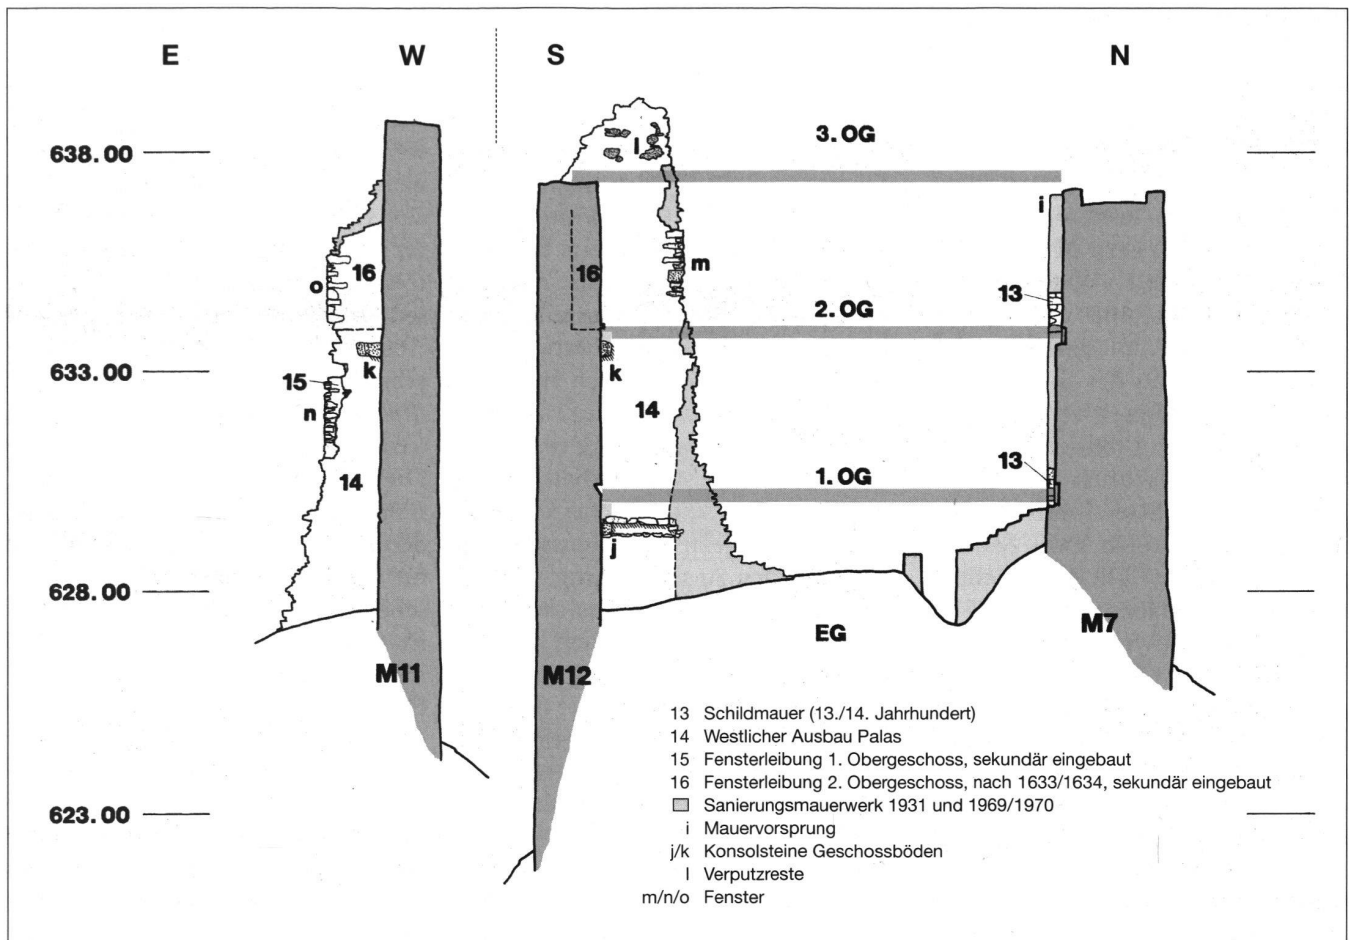 E W S N
638.00
l
3. OG
i
16
o
16
m
13
2. OG
633.00
k
k
15
n
14
14
13
1. OG
j
628.00
EG
M7
M11
M12
623.00
13 Schildmauer (13./14. Jahrhundert)
14 Westlicher Ausbau Palas
15 Fensterleibung 1. Obergeschoss, sekundär eingebaut
16 Fensterleibung 2. Obergeschoss, nach 1633/1634, sekundär eingebaut
Sanierungsmauerwerk 1931 und 1969/1970
i Mauervorsprung
j/k Konsolsteine Geschossböden
l Verputzreste
m/n/o Fenster